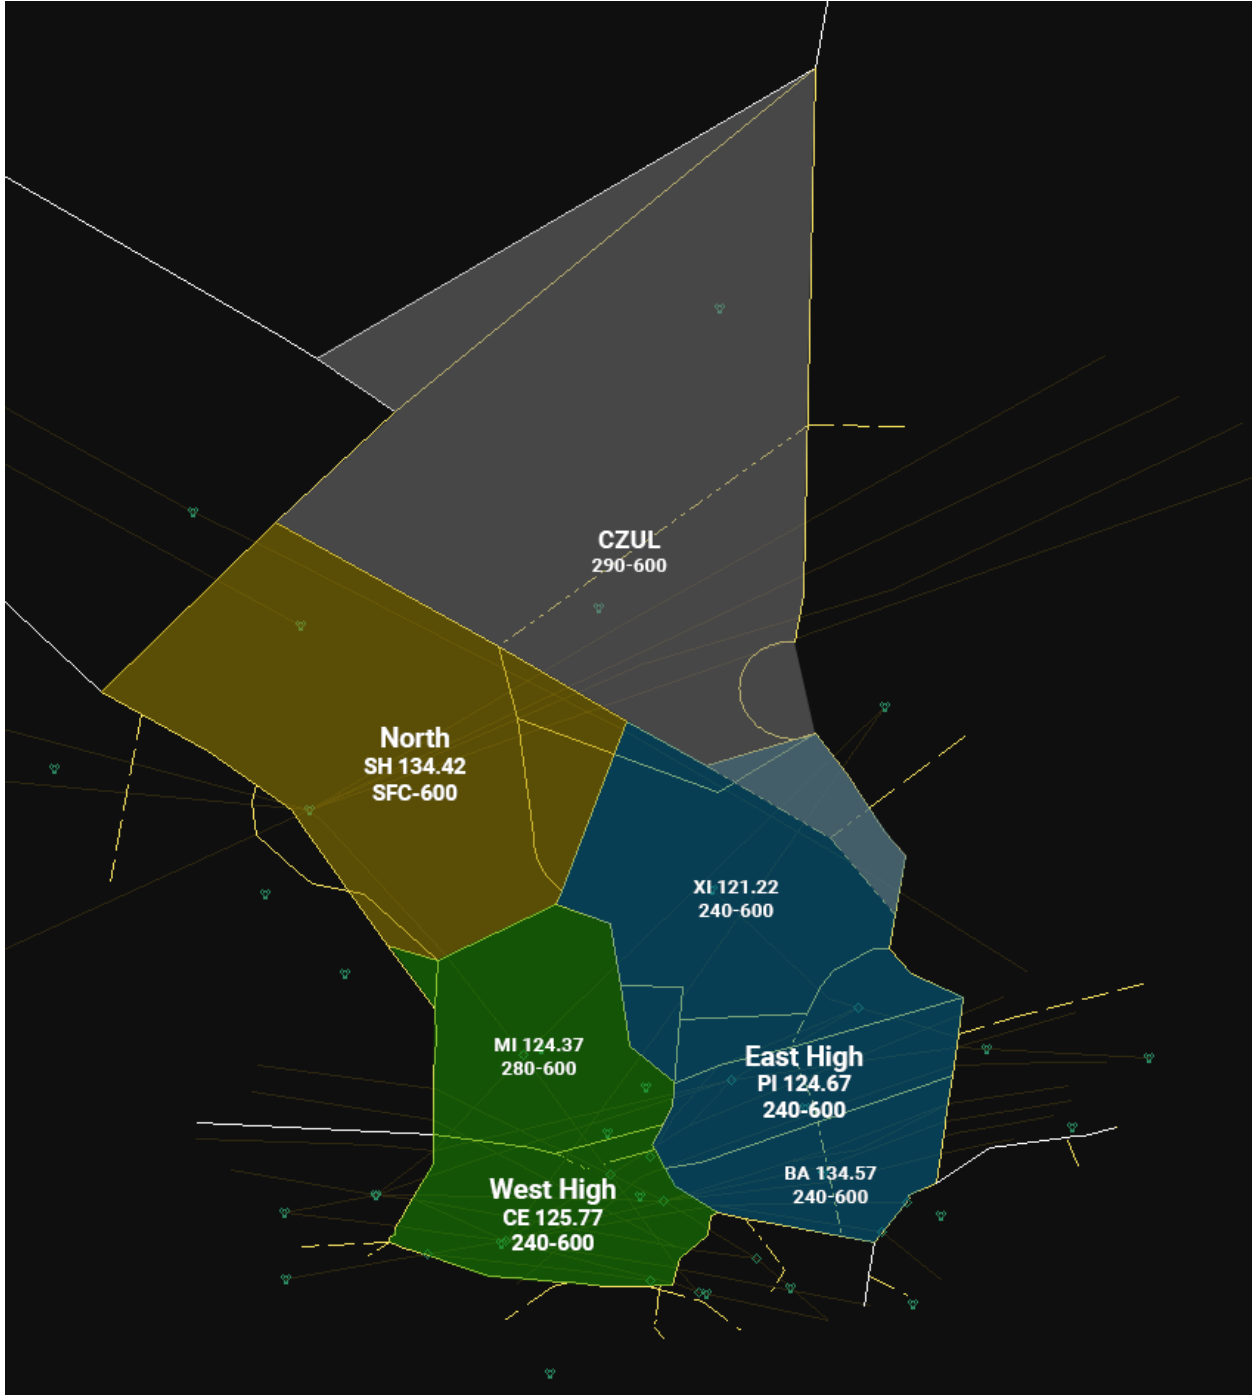 CZUL
290-600
North
SH 134.42
SFC-600
XI 121.22
240-600
MI 124.37
280-600
East High
PI 124.67
240-600
BA 134.57
240-600
West High
CE 125.77
240-600